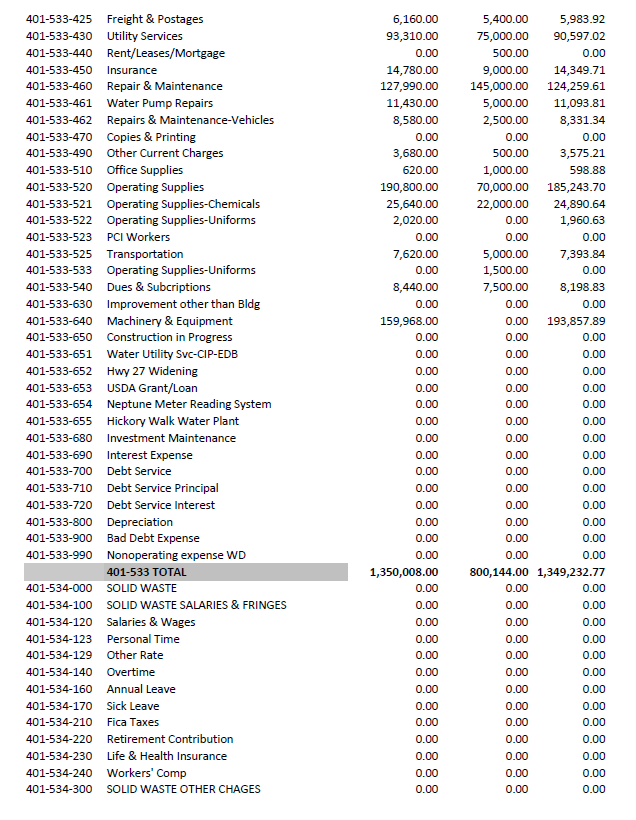 401-533-425 Freight & Postages 6,160.00 5,400.00 5,983.92
401-533-430 Utility Services 93,310.00 75,000.00 90,597.02
401-533-440 Rent/Leases/Mortgage 0.00 500.00 0.00
401-533-450 Insurance 14,780.00 9,000.00 14,349.71
401-533-460 Repair & Maintenance 127,990.00 145,000.00 124,259.61
401-533-461 Water Pump Repairs 11,430.00 5,000.00 11,093.81
401-533-462 Repairs & Maintenance-Vehicles 8,580.00 2,500.00 8,331.34
401-533-470 Copies & Printing 0.00 0.00 0.00
401-533-490 Other Current Charges 3,680.00 500.00 3,575.21
401-533-510 Office Supplies 620.00 1,000.00 598.88
401-533-520 Operating Supplies 190,800.00 70,000.00 185,243.70
401-533-521 Operating Supplies-Chemicals 25,640.00 22,000.00 24,890.64
401-533-522 Operating Supplies-Uniforms 2,020.00 0.00 1,960.63
401-533-523 PCI Workers 0.00 0.00 0.00
401-533-525 Transportation 7,620.00 5,000.00 7,393.84
401-533-533 Operating Supplies-Uniforms 0.00 1,500.00 0.00
401-533-540 Dues & Subcriptions 8,440.00 7,500.00 8,198.83
401-533-630 Improvement other than Bldg 0.00 0.00 0.00
401-533-640 Machinery & Equipment 159,968.00 0.00 193,857.89
401-533-650 Construction in Progress 0.00 0.00 0.00
401-533-651 Water Utility Svc-CIP-EDB 0.00 0.00 0.00
401-533-652 Hwy 27 Widening 0.00 0.00 0.00
401-533-653 USDA Grant/Loan 0.00 0.00 0.00
401-533-654 Neptune Meter Reading System 0.00 0.00 0.00
401-533-655 Hickory Walk Water Plant 0.00 0.00 0.00
401-533-680 Investment Maintenance 0.00 0.00 0.00
401-533-690 Interest Expense 0.00 0.00 0.00
401-533-700 Debt Service 0.00 0.00 0.00
401-533-710 Debt Service Principal 0.00 0.00 0.00
401-533-720 Debt Service Interest 0.00 0.00 0.00
401-533-800 Depreciation 0.00 0.00 0.00
401-533-900 Bad Debt Expense 0.00 0.00 0.00
401-533-990 Nonoperating expense WD 0.00 0.00 0.00
401-533 TOTAL 1,350,008.00 800,144.00 1,349,232.77
401-534-000 SOLID WASTE 0.00 0.00 0.00
401-534-100 SOLID WASTE SALARIES & FRINGES 0.00 0.00 0.00
401-534-120 Salaries & Wages 0.00 0.00 0.00
401-534-123 Personal Time 0.00 0.00 0.00
401-534-129 Other Rate 0.00 0.00 0.00
401-534-140 Overtime 0.00 0.00 0.00
401-534-160 Annual Leave 0.00 0.00 0.00
401-534-170 Sick Leave 0.00 0.00 0.00
401-534-210 Fica Taxes 0.00 0.00 0.00
401-534-220 Retirement Contribution 0.00 0.00 0.00
401-534-230 Life & Health Insurance 0.00 0.00 0.00
401-534-240 Workers' Comp 0.00 0.00 0.00
401-534-300 SOLID WASTE OTHER CHAGES 0.00 0.00 0.00